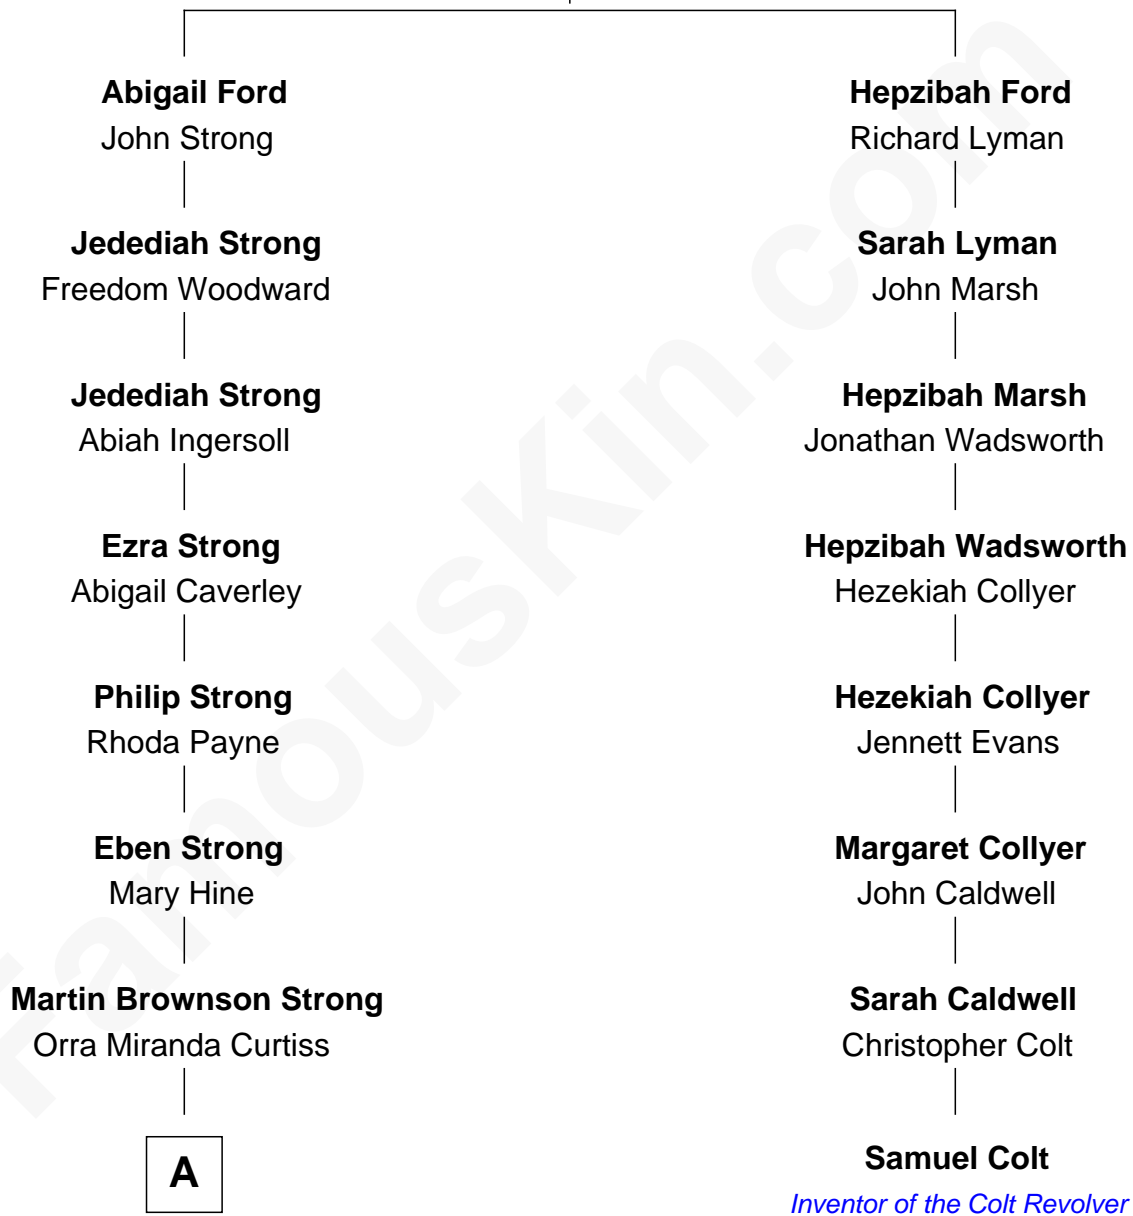 Abigail Ford
John Strong
Hepzibah Ford
Richard Lyman
Jedediah Strong
Freedom Woodward
Sarah Lyman
John Marsh
Jedediah Strong
Abiah Ingersoll
Hepzibah Marsh
Jonathan Wadsworth
Ezra Strong
Abigail Caverley
Hepzibah Wadsworth
Hezekiah Collyer
Philip Strong
Rhoda Payne
Hezekiah Collyer
Jennett Evans
Eben Strong
Mary Hine
Margaret Collyer
John Caldwell
Martin Brownson Strong
Orra Miranda Curtiss
Sarah Caldwell
Christopher Colt
A
Samuel Colt
Inventor of the Colt Revolver
FamousKin.com